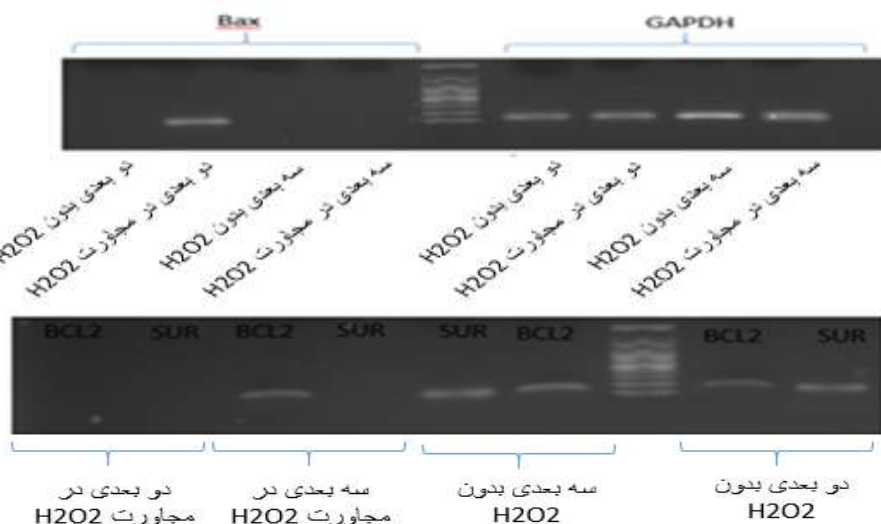 Bax GAPDH
دو بعدی بدون H2O2
دو بعدی در مجاورت H2O2
سه بعدی بدون H2O2
سه بعدی در مجاورت H2O2
دو بعدی بدون H2O2
دو بعدی در مجاورت H2O2
سه بعدی بدون H2O2
سه بعدی در مجاورت H2O2
BCL2 SUR BCL2 SUR SUR BCL2 BCL2 SUR
دو بعدی در
مجاورت H2O2
سه بعدی در
مجاورت H2O2
سه بعدی بدون
H2O2
دو بعدی بدون
H2O2